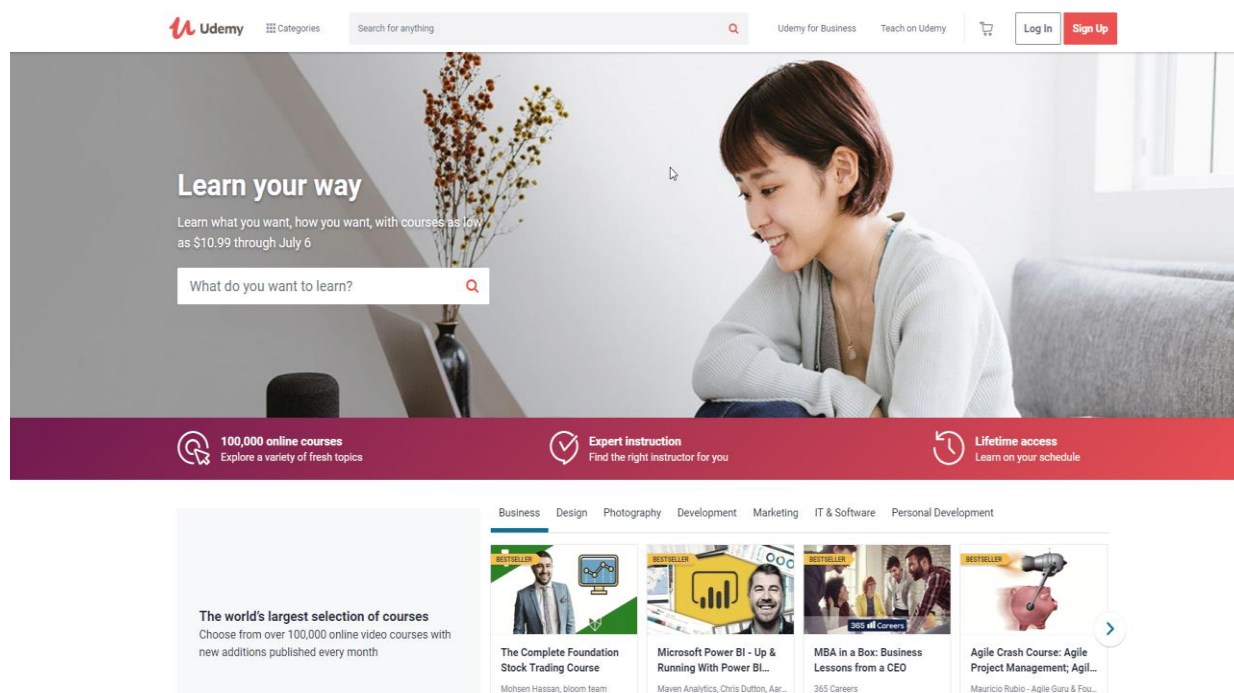 Udemy
Categories
Search for anything
Udemy for Business
Teach on Udemy
Log In
Sign Up
Learn your way
Learn what you want, how you want, with courses as low
as $10.99 through July 6
What do you want to learn?
100,000 online courses
Explore a variety of fresh topics
Expert instruction
Find the right instructor for you
Lifetime access
Learn on your schedule
Business
Design
Photography
Development
Marketing
IT & Software
Personal Development
The world's largest selection of courses
Choose from over 100,000 online video courses with
new additions published every month
BESTSELLER
BESTSELLER
BESTSELLER
365 Careers
BESTSELLER
The Complete Foundation
Stock Trading Course
Mohsen Hassan, bloom team
Microsoft Power BI - Up &
Running With Power BI...
Maven Analytics, Chris Dutton, Aar...
MBA in a Box: Business
Lessons from a CEO
365 Careers
Agile Crash Course: Agile
Project Management; Agil...
Mauricio Rubio - Agile Guru & Fou...